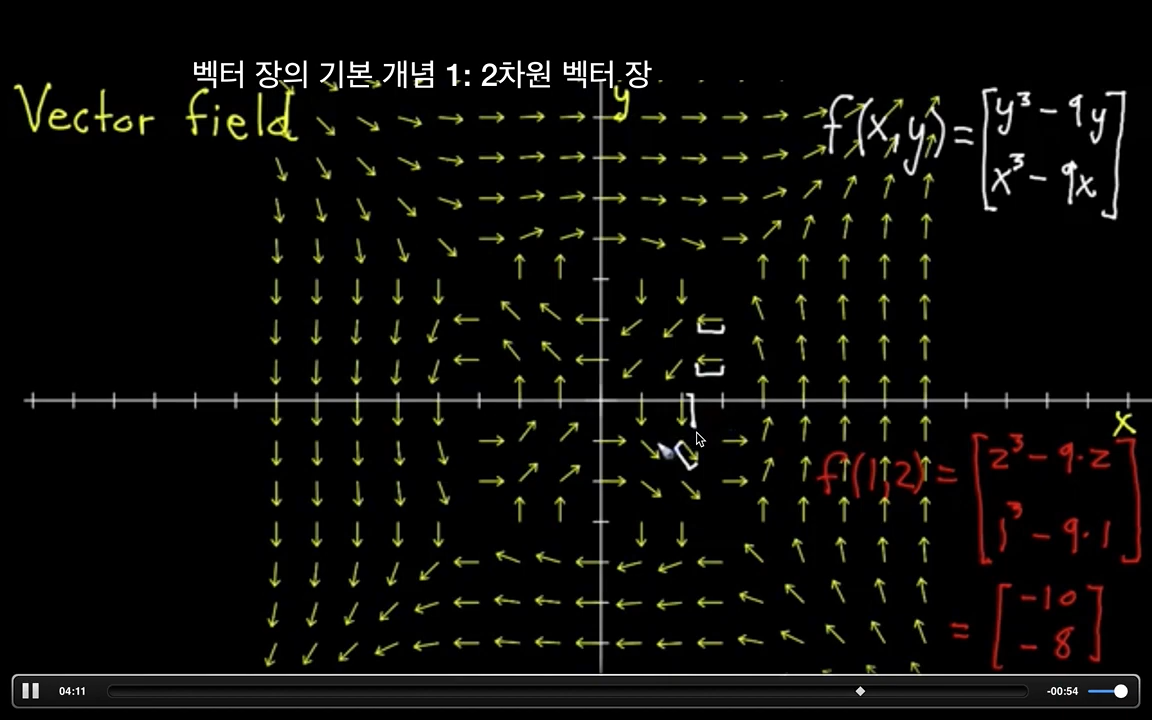 벡터 장의 기본 개념 1: 2차원 벡터 장
Vector field
y
f(x,y) = [y³ - 9y
x³ - 9x]
x
f(1,2) = [2³ - 9·2
1³ - 9·1]
= [-10
-8]
04:11
-00:54